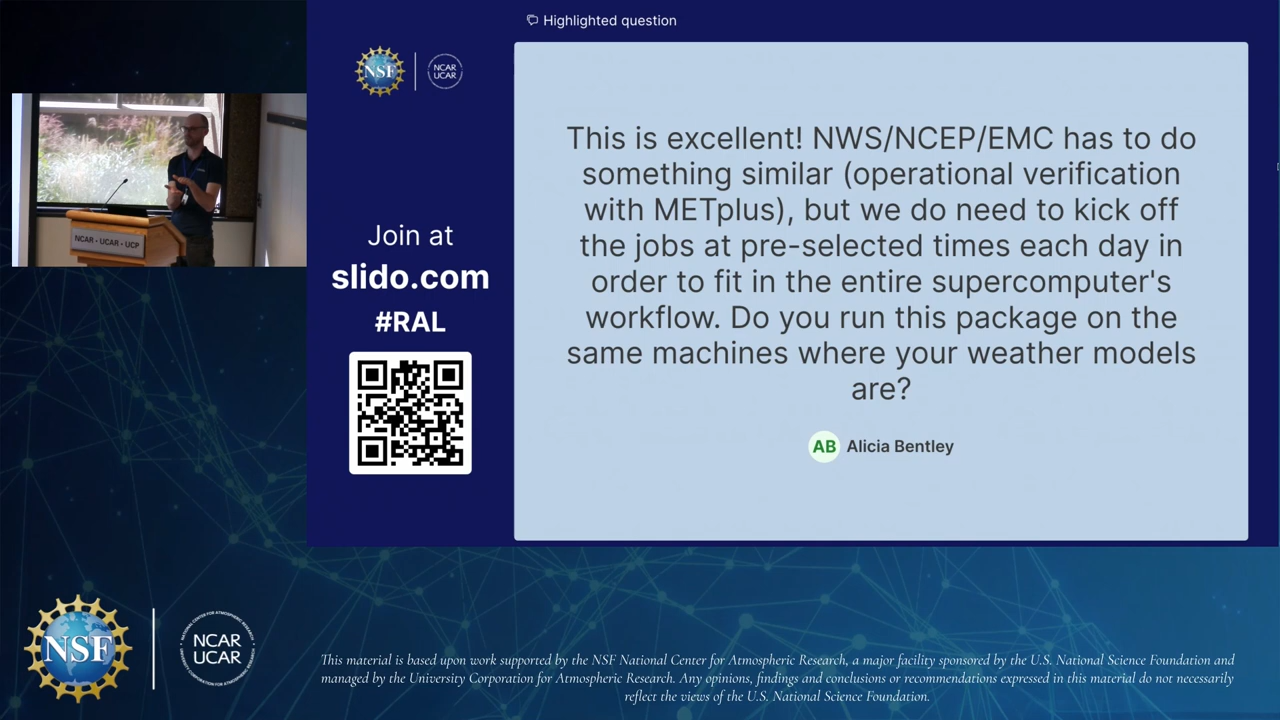 Highlighted question
NSF
NCAR
UCAR
This is excellent! NWS/NCEP/EMC has to do
something similar (operational verification
with METplus), but we do need to kick off
the jobs at pre-selected times each day in
order to fit in the entire supercomputer's
workflow. Do you run this package on the
same machines where your weather models
are?
AB Alicia Bentley
Join at
slido.com
#RAL
NCAR • UCAR • UCP
NSF
NCAR
UCAR
This material is based upon work supported by the NSF National Center for Atmospheric Research, a major facility sponsored by the U.S. National Science Foundation and
managed by the University Corporation for Atmospheric Research. Any opinions, findings and conclusions or recommendations expressed in this material do not necessarily
reflect the views of the U.S. National Science Foundation.